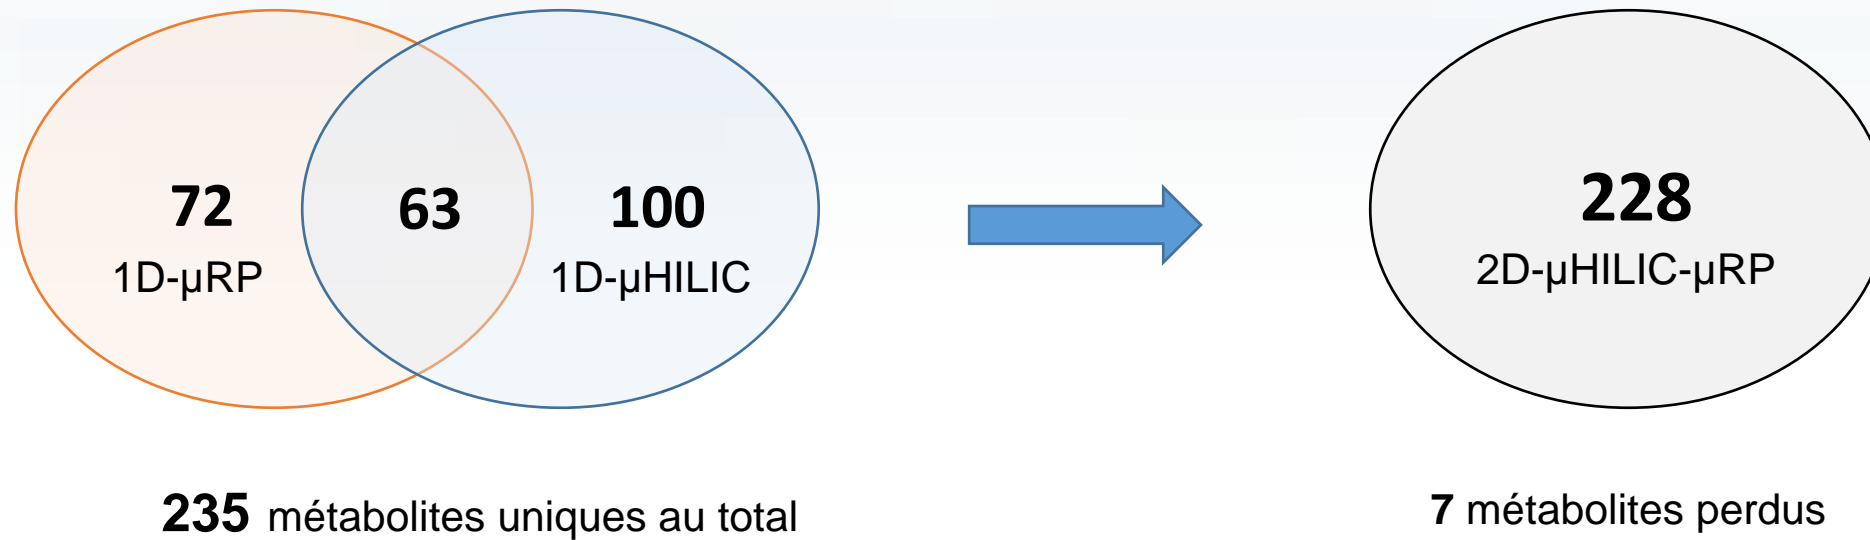 72
1D-µRP
63
100
1D-µHILIC
228
2D-µHILIC-µRP
235 métabolites uniques au total
7 métabolites perdus